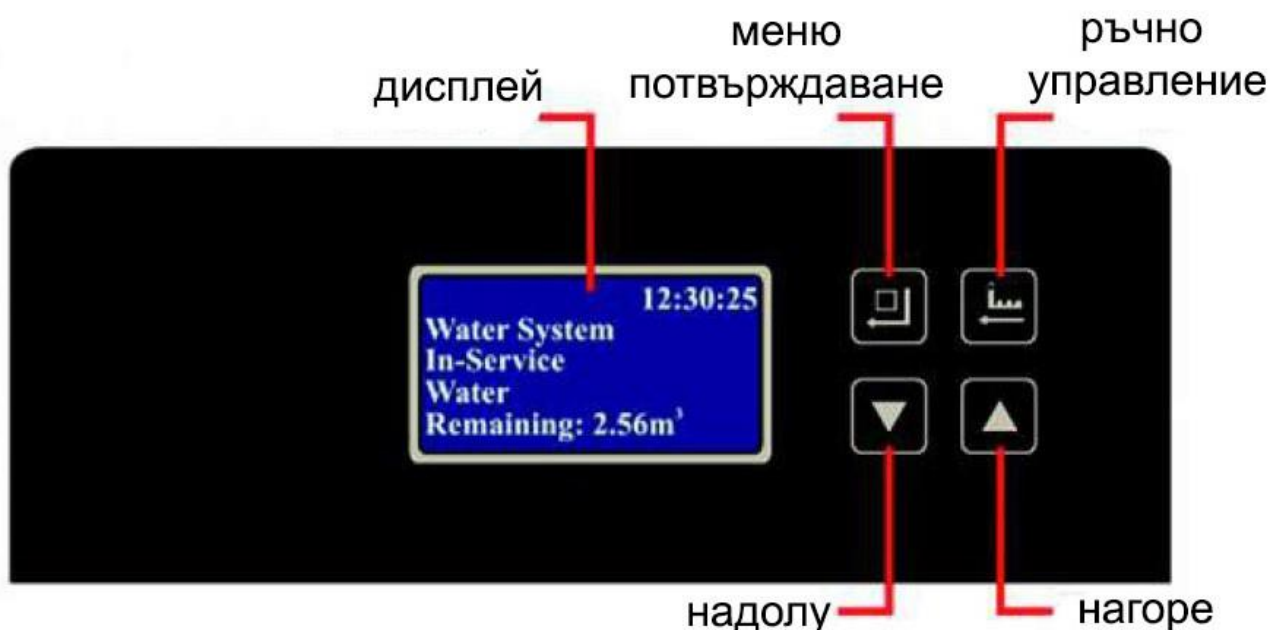 меню
потвърждаване
ръчно
управление
дисплей
12:30:25
Water System
In-Service
Water
Remaining: 2.56m³
надолу
нагоре